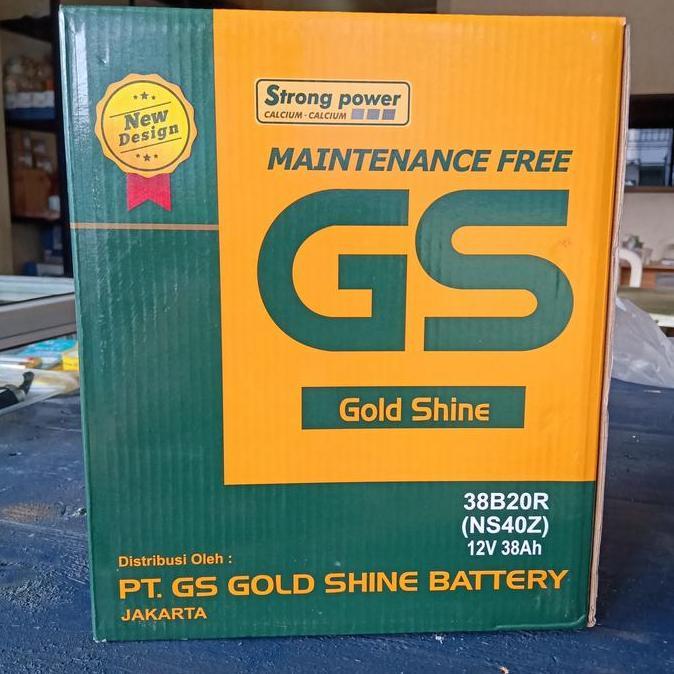 New
Design
Strong power
CALCIUM - CALCIUM
MAINTENANCE FREE
GS
Gold Shine
38B20R
(NS40Z)
12V 38Ah
Distribusi Oleh :
PT. GS GOLD SHINE BATTERY
JAKARTA